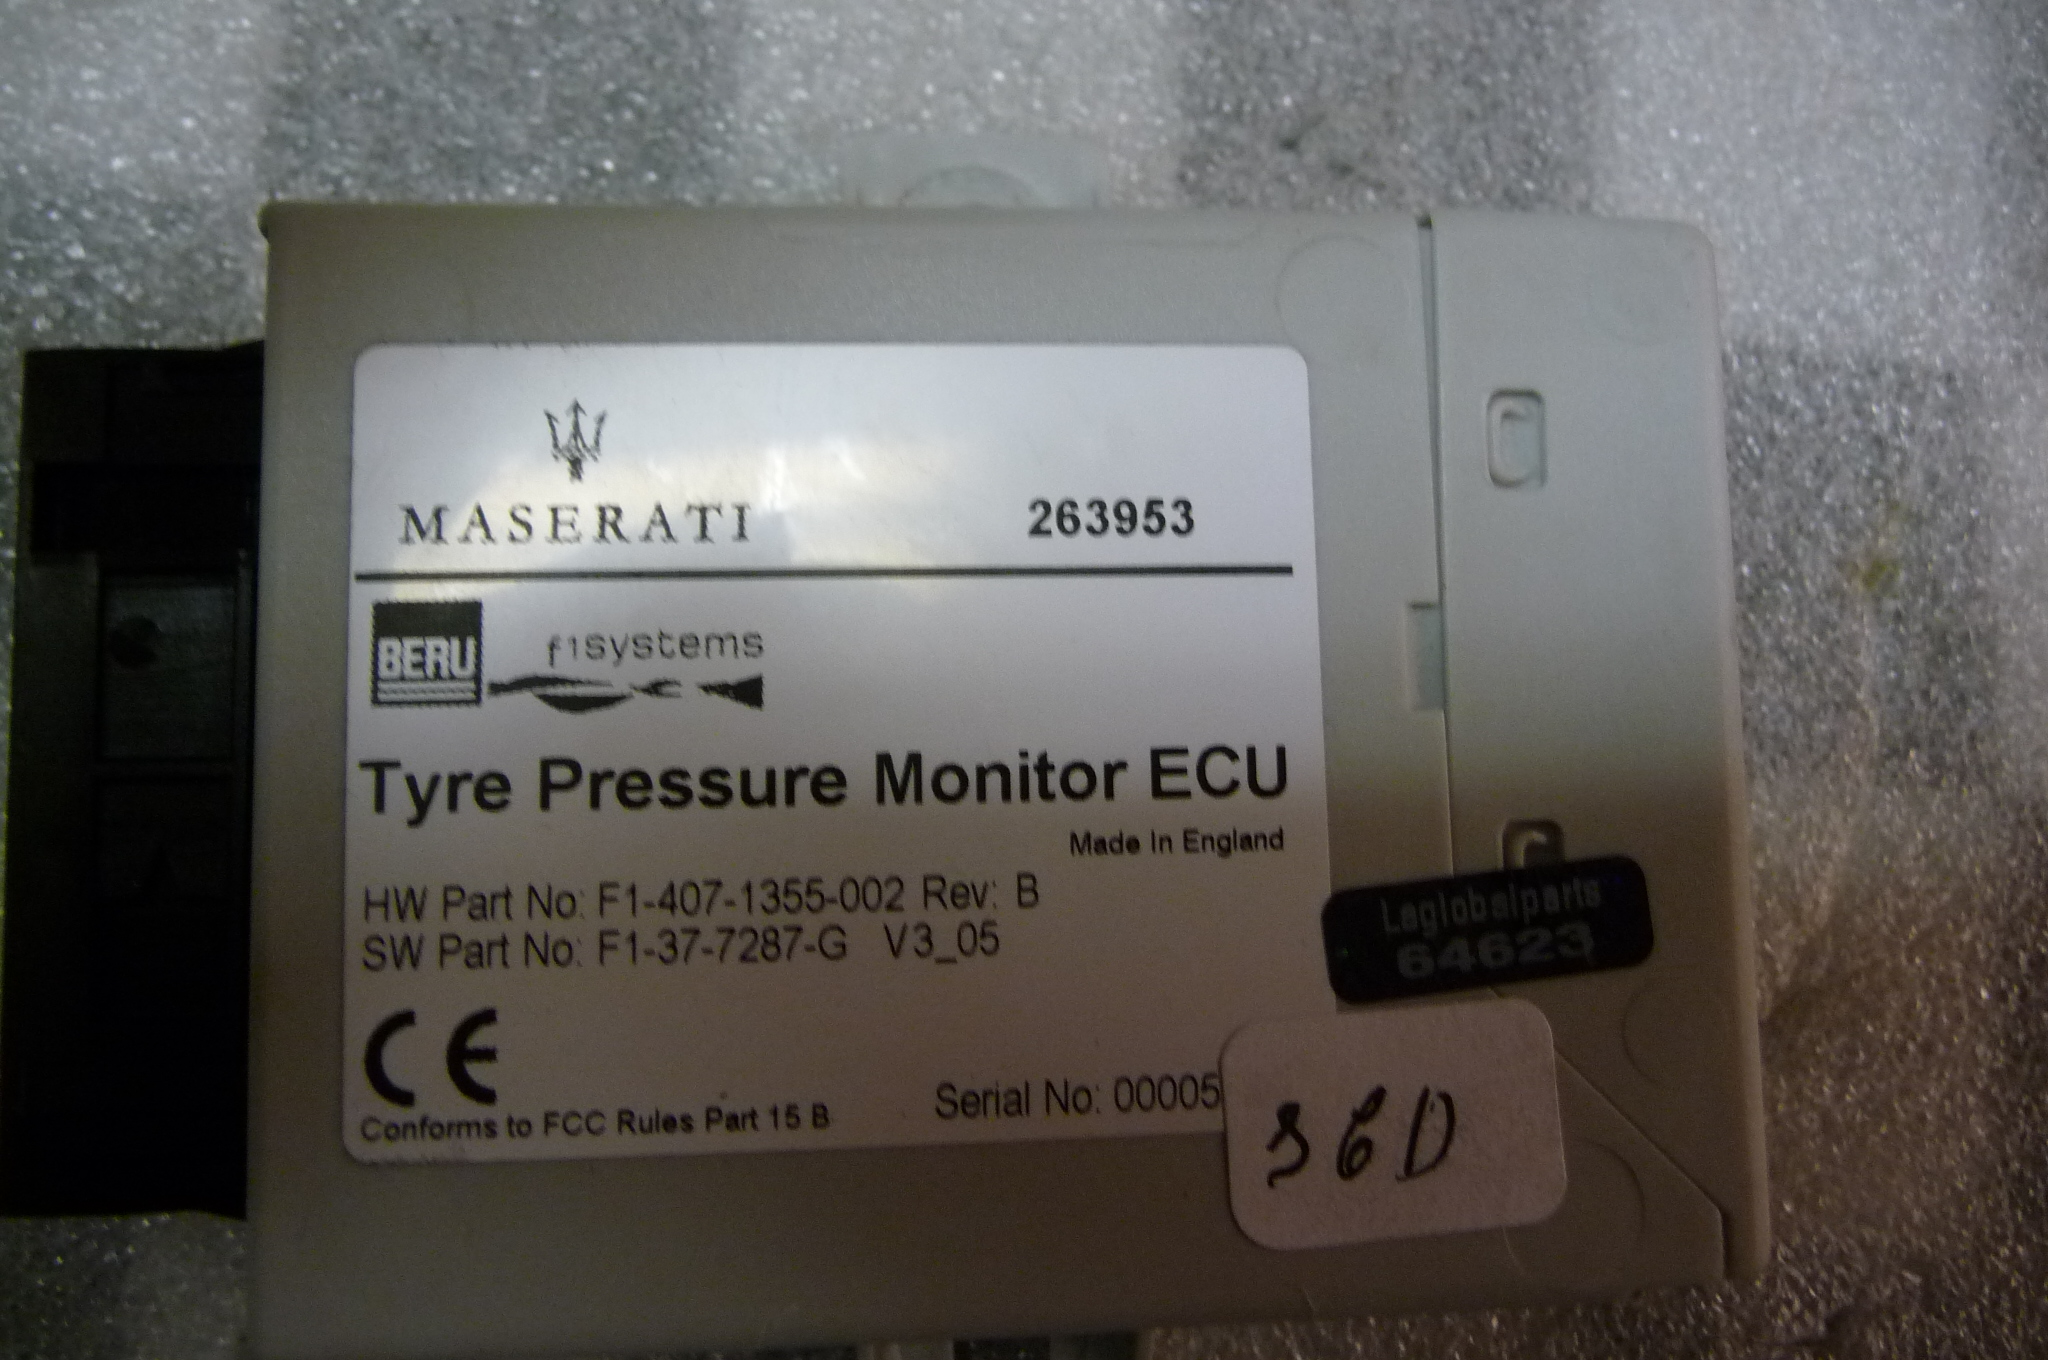 MASERATI
263953
BERU
f1systems
Tyre Pressure Monitor ECU
Made In England
HW Part No: F1-407-1355-002 Rev: B
SW Part No: F1-37-7287-G V3_05
Laglobalparts
64623
CE
Conforms to FCC Rules Part 15 B
Serial No: 00005
36D